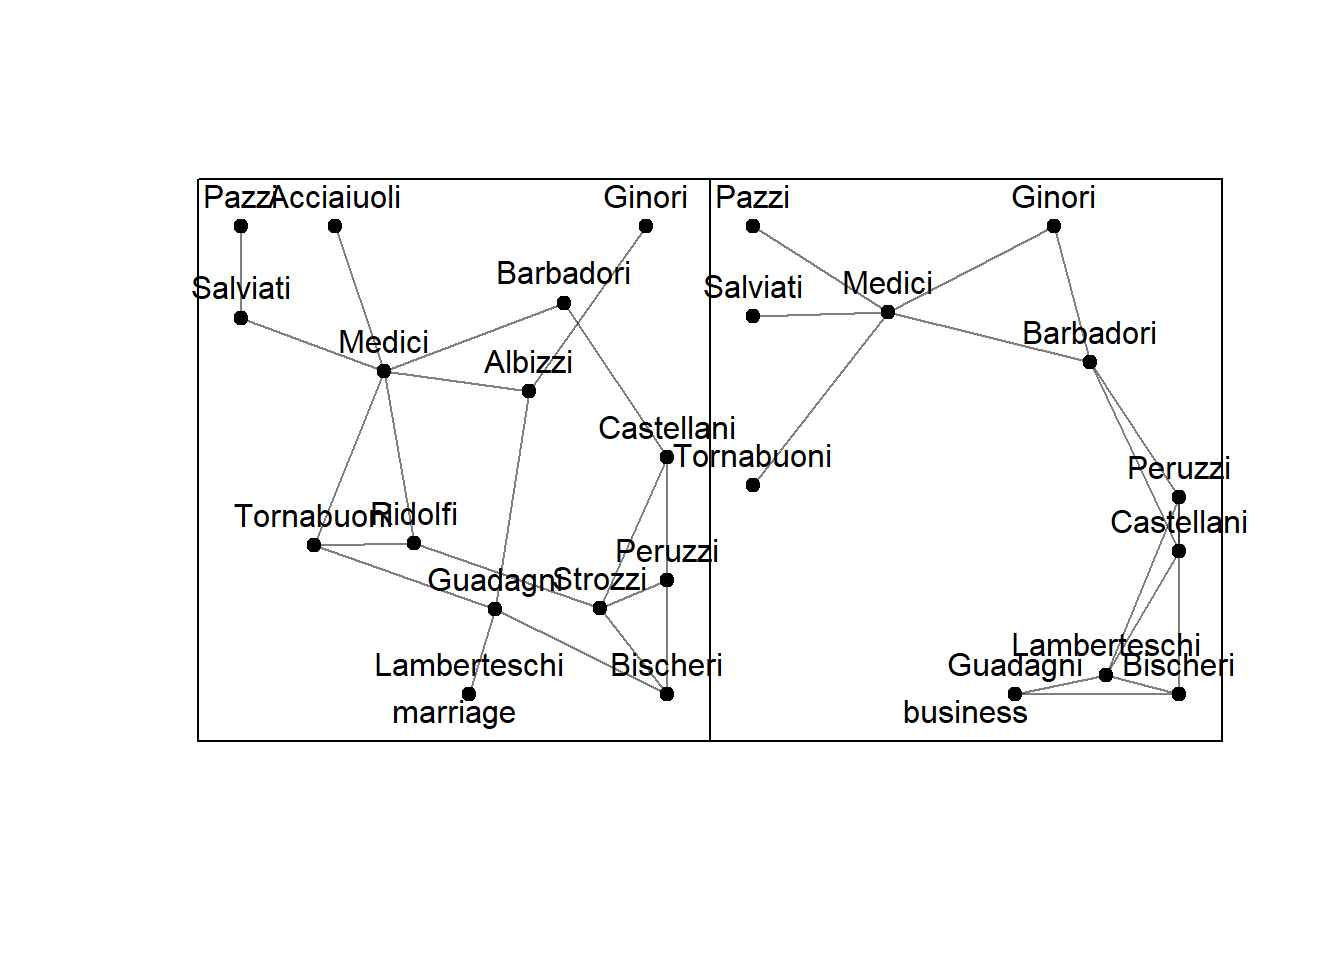 Pazzi
Acciaiuoli
Ginori
Salviati
Barbadori
Medici
Albizzi
Castellani
Tornabuoni
Ridolfi
Peruzzi
Guadagni
Strozzi
Lamberteschi
Bischeri
marriage
Pazzi
Ginori
Salviati
Medici
Barbadori
Tornabuoni
Peruzzi
Castellani
Lamberteschi
Guadagni
Bischeri
business